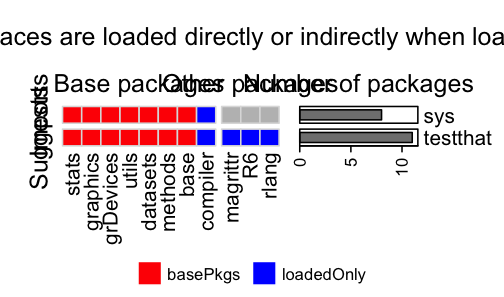 aces are loaded directly or indirectly when loa
Base packages Other packages Number of packages
Suggests
Imports
sys
testthat
0 5 10
stats
graphics
grDevices
utils
datasets
methods
base
compiler
magrittr
R6
rlang
basePkgs loadedOnly